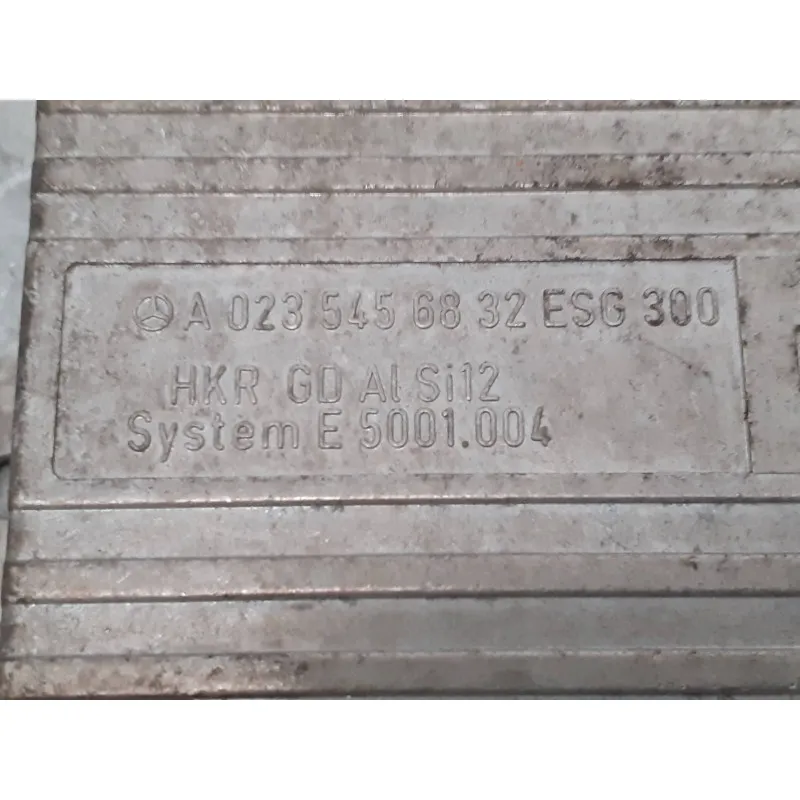 A 023 545 68 32 ESG 300
HKR GD Al Si12
System E 5001.004